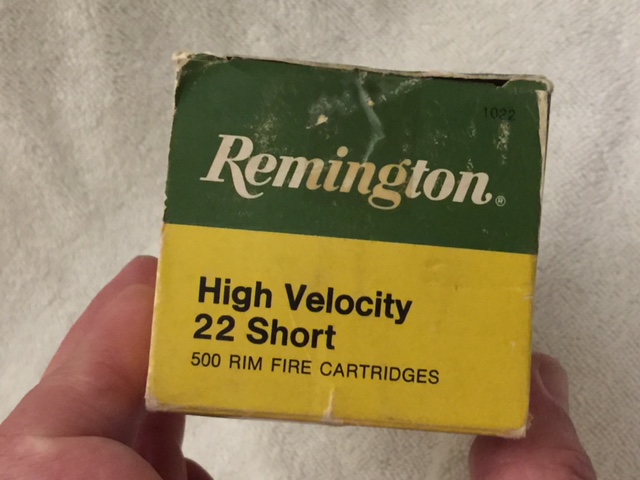 1022
Remington®
High Velocity
22 Short
500 RIM FIRE CARTRIDGES